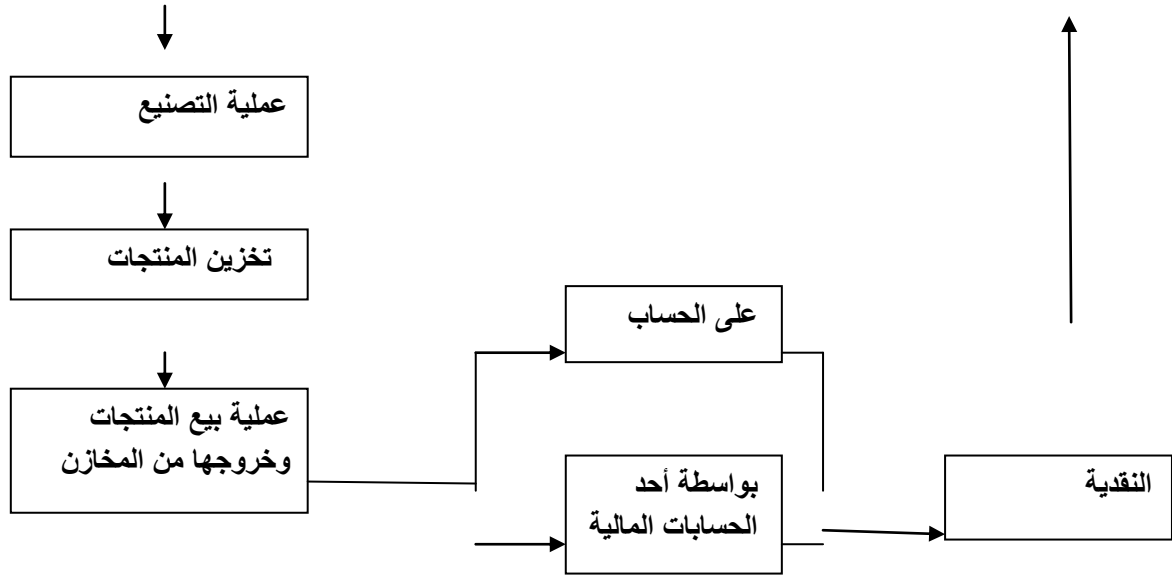 عملية التصنيع
تخزين المنتجات
على الحساب
عملية بيع المنتجات
وخروجها من المخازن
بواسطة أحد
الحسابات المالية
النقدية